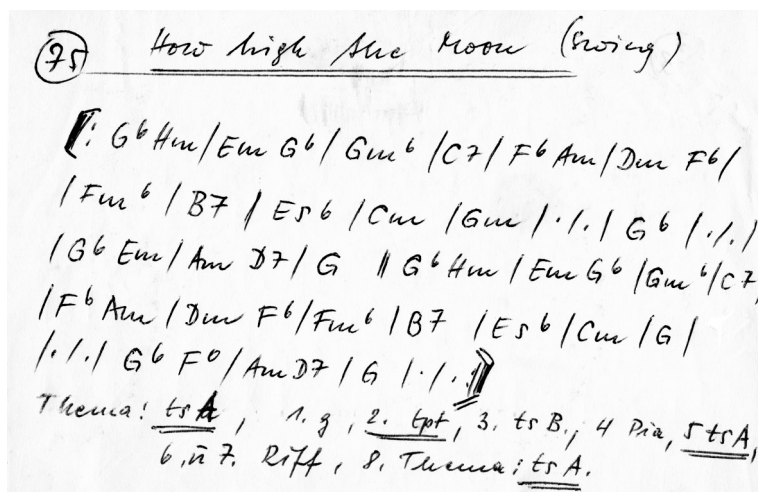 75 How high the Moon (Swing)
[: G6 Hm / Em G6 / Gm6 / C7 / F6 Am / Dm F6 /
/ Fm6 / B7 / Es6 / Cm / Gm / ·/· / G6 / ·/· /
/ G6 Em / Am D7 / G || G6 Hm / Em G6 / Gm6 / C7,
/ F6 Am / Dm F6 / Fm6 / B7 / Es6 / Cm / G /
/ ·/· / G6 F0 / Am D7 / G / ·/· :]
Thema: tsA, 1. g, 2. tpt, 3. tsB., 4 Pia, 5 tsA,
6. ü 7. Riff, 8. Thema: tsA.